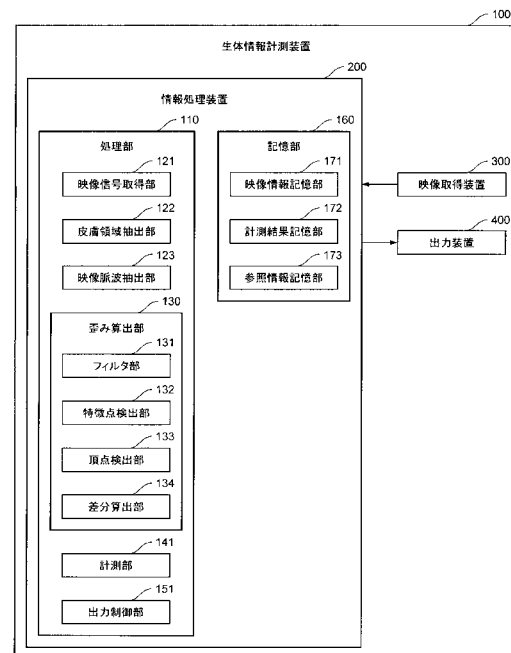 100
生体情報計測装置
200
情報処理装置
110
処理部
121
映像信号取得部
122
皮膚領域抽出部
123
映像脈波抽出部
130
歪み算出部
131
フィルタ部
132
特徴点検出部
133
頂点検出部
134
差分算出部
141
計測部
151
出力制御部
160
記憶部
171
映像情報記憶部
172
計測結果記憶部
173
参照情報記憶部
300
映像取得装置
400
出力装置